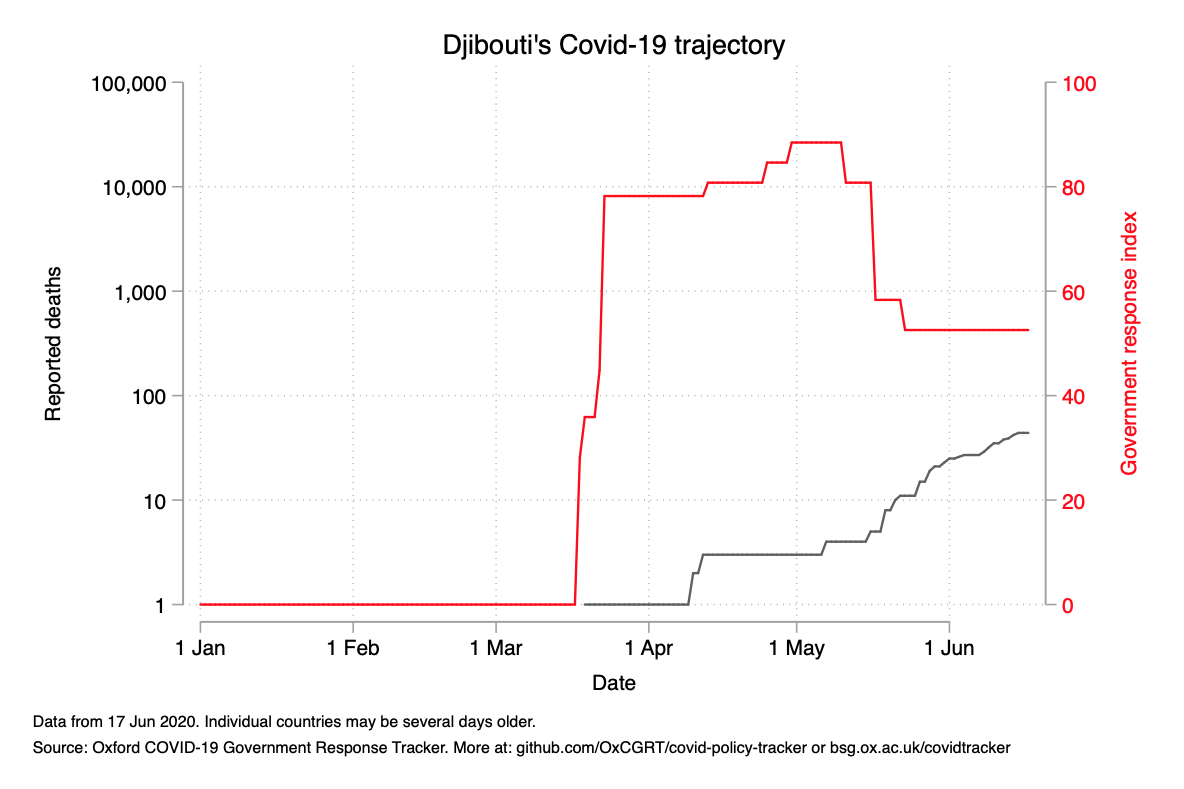 Djibouti's Covid-19 trajectory
100,000
10,000
1,000
100
10
1
Reported deaths
100
80
60
40
20
0
Government response index
1 Jan 1 Feb 1 Mar 1 Apr 1 May 1 Jun
Date
Data from 17 Jun 2020. Individual countries may be several days older.
Source: Oxford COVID-19 Government Response Tracker. More at: github.com/OxCGRT/covid-policy-tracker or bsg.ox.ac.uk/covidtracker